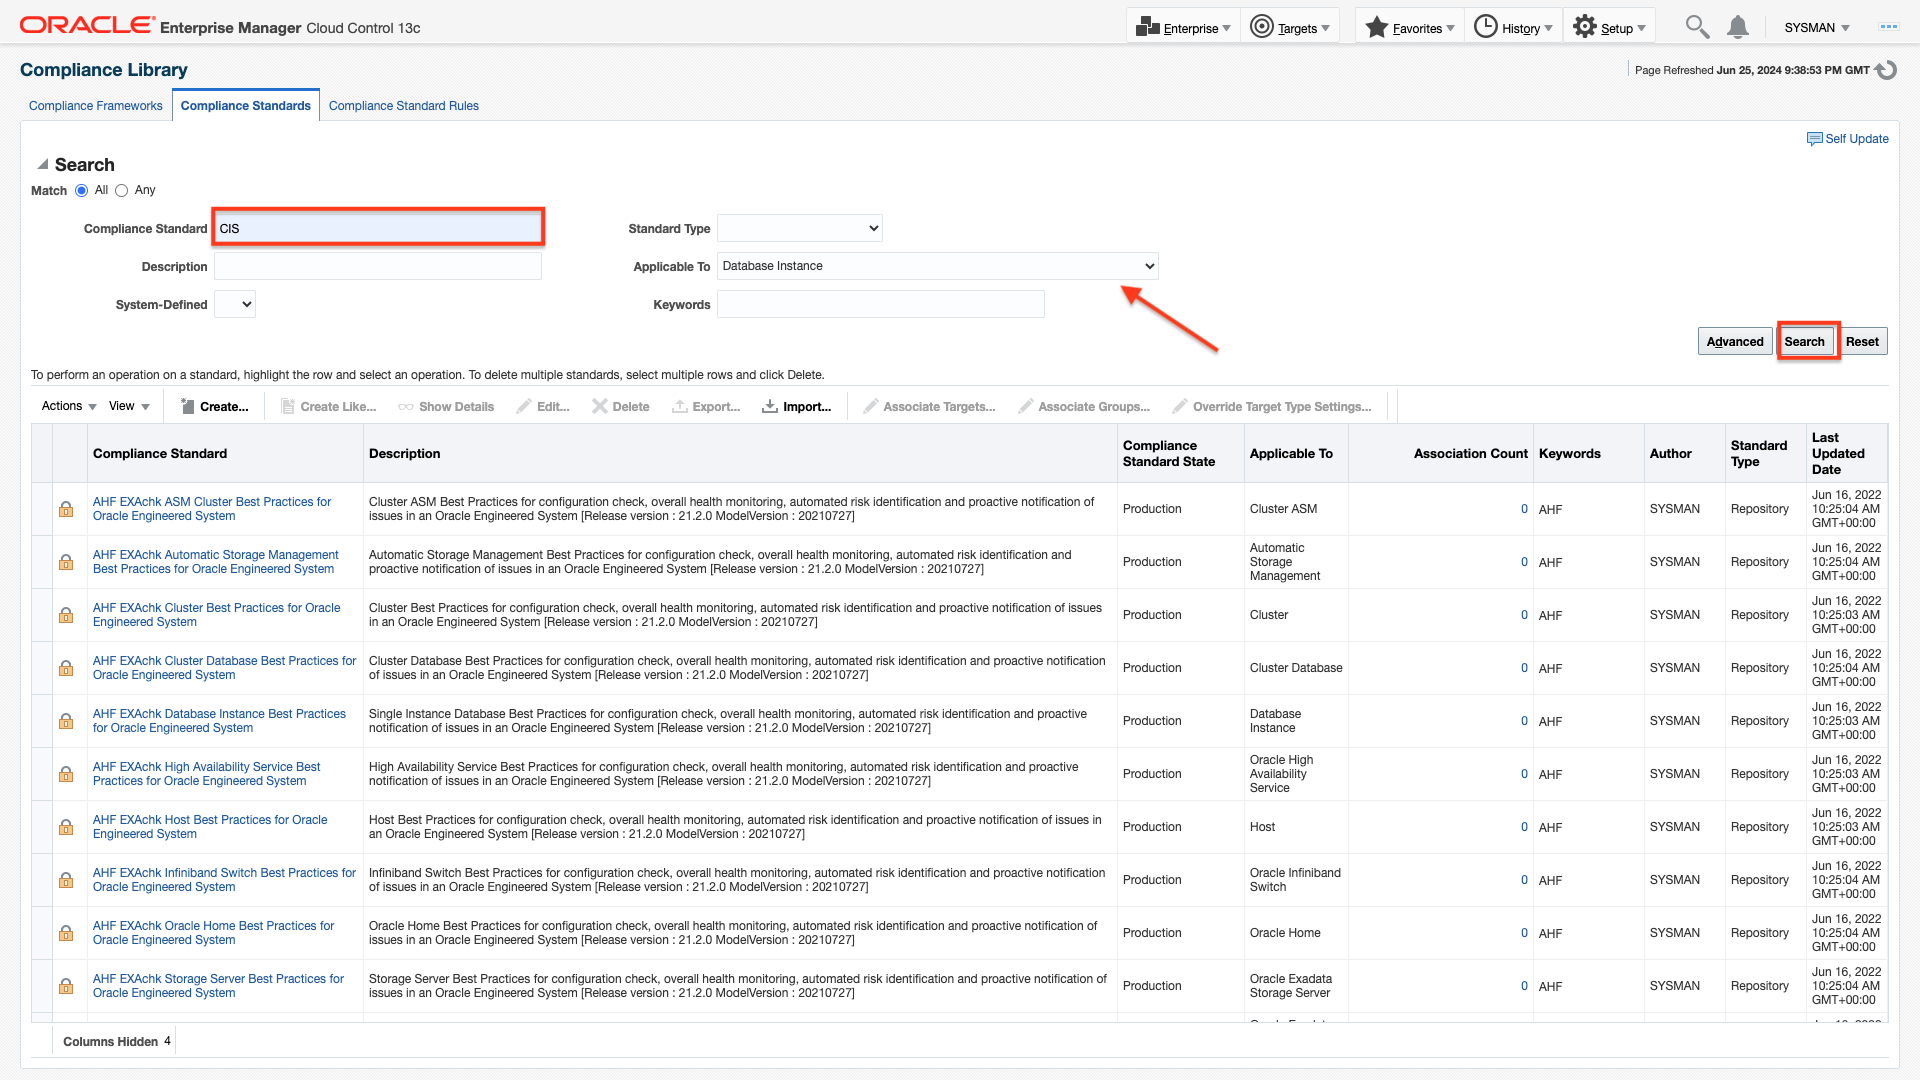 ORACLE Enterprise Manager Cloud Control 13c
Enterprise
Targets
Favorites
History
Setup
SYSMAN
Compliance Library
Page Refreshed Jun 25, 2024 9:38:53 PM GMT
Compliance Frameworks
Compliance Standards
Compliance Standard Rules
Self Update
Search
Match All Any
Compliance Standard CIS
Standard Type
Description
Applicable To Database Instance
System-Defined
Keywords
Advanced Search Reset
To perform an operation on a standard, highlight the row and select an operation. To delete multiple standards, select multiple rows and click Delete.
Actions View Create... Create Like... Show Details Edit... Delete Export... Import... Associate Targets... Associate Groups... Override Target Type Settings...
Compliance Standard
Description
Compliance
Standard State
Applicable To
Association Count
Keywords
Author
Standard
Type
Last
Updated
Date
AHF EXAchk ASM Cluster Best Practices for
Oracle Engineered System
Cluster ASM Best Practices for configuration check, overall health monitoring, automated risk identification and proactive notification of
issues in an Oracle Engineered System [Release version : 21.2.0 ModelVersion : 20210727]
Production
Cluster ASM
0
AHF
SYSMAN
Repository
Jun 16, 2022
10:25:04 AM
GMT+00:00
AHF EXAchk Automatic Storage Management
Best Practices for Oracle Engineered System
Automatic Storage Management Best Practices for configuration check, overall health monitoring, automated risk identification and
proactive notification of issues in an Oracle Engineered System [Release version : 21.2.0 ModelVersion : 20210727]
Production
Automatic
Storage
Management
0
AHF
SYSMAN
Repository
Jun 16, 2022
10:25:04 AM
GMT+00:00
AHF EXAchk Cluster Best Practices for Oracle
Engineered System
Cluster Best Practices for configuration check, overall health monitoring, automated risk identification and proactive notification of issues
in an Oracle Engineered System [Release version : 21.2.0 ModelVersion : 20210727]
Production
Cluster
0
AHF
SYSMAN
Repository
Jun 16, 2022
10:25:03 AM
GMT+00:00
AHF EXAchk Cluster Database Best Practices for
Oracle Engineered System
Cluster Database Best Practices for configuration check, overall health monitoring, automated risk identification and proactive notification
of issues in an Oracle Engineered System [Release version : 21.2.0 ModelVersion : 20210727]
Production
Cluster Database
0
AHF
SYSMAN
Repository
Jun 16, 2022
10:25:04 AM
GMT+00:00
AHF EXAchk Database Instance Best Practices
for Oracle Engineered System
Single Instance Database Best Practices for configuration check, overall health monitoring, automated risk identification and proactive
notification of issues in an Oracle Engineered System [Release version : 21.2.0 ModelVersion : 20210727]
Production
Database
Instance
0
AHF
SYSMAN
Repository
Jun 16, 2022
10:25:03 AM
GMT+00:00
AHF EXAchk High Availability Service Best
Practices for Oracle Engineered System
High Availability Service Best Practices for configuration check, overall health monitoring, automated risk identification and proactive
notification of issues in an Oracle Engineered System [Release version : 21.2.0 ModelVersion : 20210727]
Production
Oracle High
Availability
Service
0
AHF
SYSMAN
Repository
Jun 16, 2022
10:25:03 AM
GMT+00:00
AHF EXAchk Host Best Practices for Oracle
Engineered System
Host Best Practices for configuration check, overall health monitoring, automated risk identification and proactive notification of issues in
an Oracle Engineered System [Release version : 21.2.0 ModelVersion : 20210727]
Production
Host
0
AHF
SYSMAN
Repository
Jun 16, 2022
10:25:03 AM
GMT+00:00
AHF EXAchk Infiniband Switch Best Practices for
Oracle Engineered System
Infiniband Switch Best Practices for configuration check, overall health monitoring, automated risk identification and proactive notification
of issues in an Oracle Engineered System [Release version : 21.2.0 ModelVersion : 20210727]
Production
Oracle Infiniband
Switch
0
AHF
SYSMAN
Repository
Jun 16, 2022
10:25:04 AM
GMT+00:00
AHF EXAchk Oracle Home Best Practices for
Oracle Engineered System
Oracle Home Best Practices for configuration check, overall health monitoring, automated risk identification and proactive notification of
issues in an Oracle Engineered System [Release version : 21.2.0 ModelVersion : 20210727]
Production
Oracle Home
0
AHF
SYSMAN
Repository
Jun 16, 2022
10:25:04 AM
GMT+00:00
AHF EXAchk Storage Server Best Practices for
Oracle Engineered System
Storage Server Best Practices for configuration check, overall health monitoring, automated risk identification and proactive notification of
issues in an Oracle Engineered System [Release version : 21.2.0 ModelVersion : 20210727]
Production
Oracle Exadata
Storage Server
0
AHF
SYSMAN
Repository
Jun 16, 2022
10:25:04 AM
GMT+00:00
Columns Hidden 4